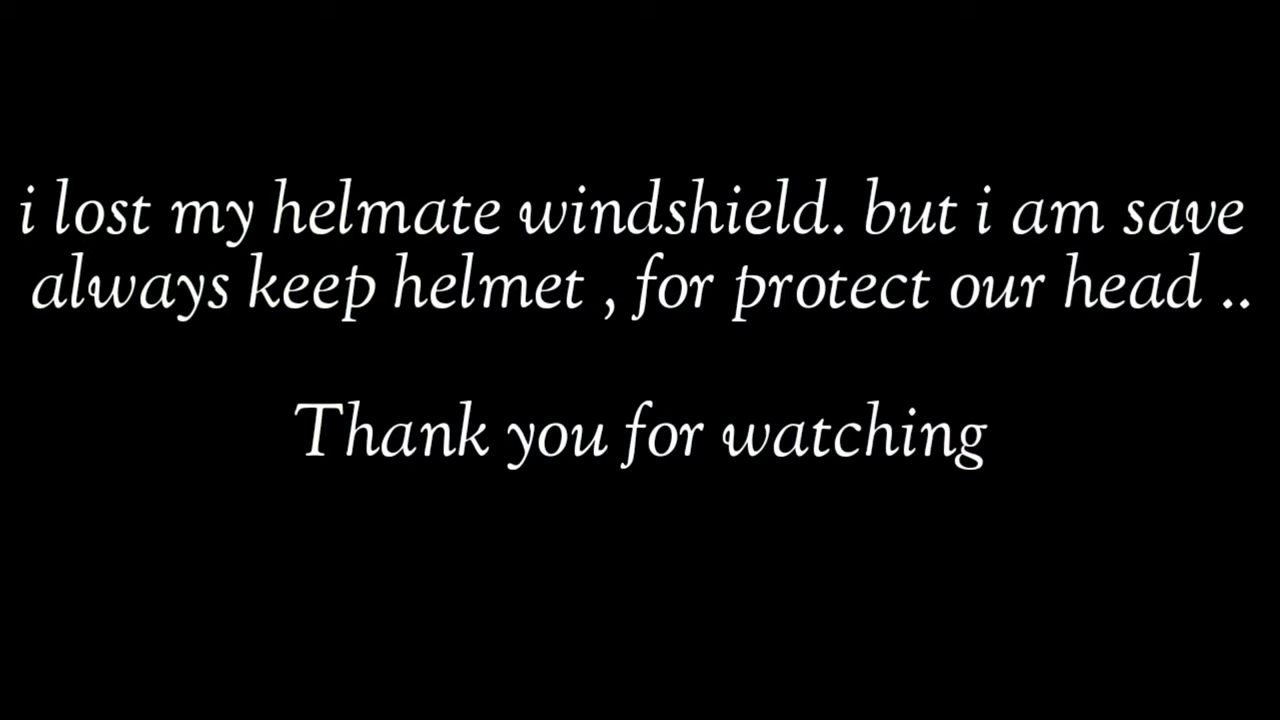 i lost my helmate windshield. but i am save
always keep helmet , for protect our head ..
Thank you for watching